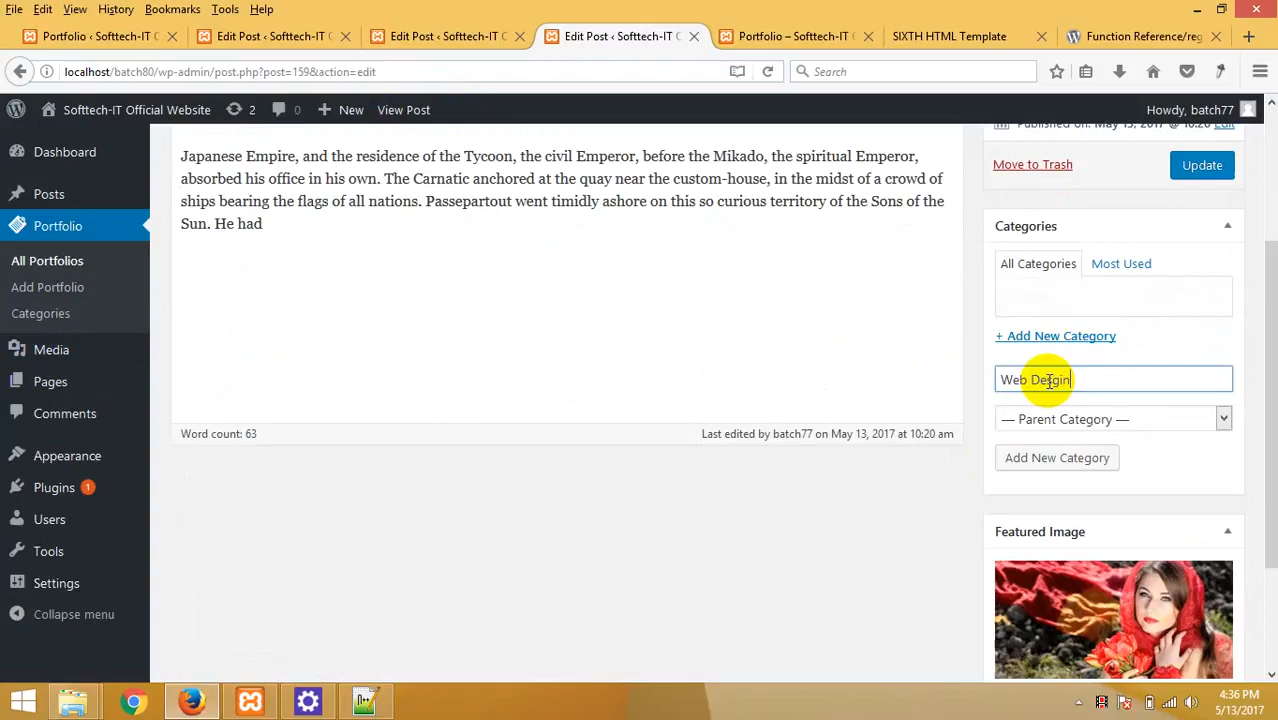 File Edit View History Bookmarks Tools Help
Portfolio ‹ Softtech-IT C
Edit Post ‹ Softtech-IT C
Edit Post ‹ Softtech-IT C
Edit Post ‹ Softtech-IT C
Portfolio – Softtech-IT C
SIXTH HTML Template
Function Reference/reg
localhost/batch80/wp-admin/post.php?post=159&action=edit
Search
Softtech-IT Official Website 2 0 New View Post
Howdy, batch77
Dashboard
Posts
Portfolio
All Portfolios
Add Portfolio
Categories
Media
Pages
Comments
Appearance
Plugins 1
Users
Tools
Settings
Collapse menu
Japanese Empire, and the residence of the Tycoon, the civil Emperor, before the Mikado, the spiritual Emperor,
absorbed his office in his own. The Carnatic anchored at the quay near the custom-house, in the midst of a crowd of
ships bearing the flags of all nations. Passepartout went timidly ashore on this so curious territory of the Sons of the
Sun. He had
Word count: 63
Last edited by batch77 on May 13, 2017 at 10:20 am
Published on: May 13, 2017 @ 10:20 Edit
Move to Trash
Update
Categories
All Categories
Most Used
+ Add New Category
Web Desgin
— Parent Category —
Add New Category
Featured Image
4:36 PM
5/13/2017